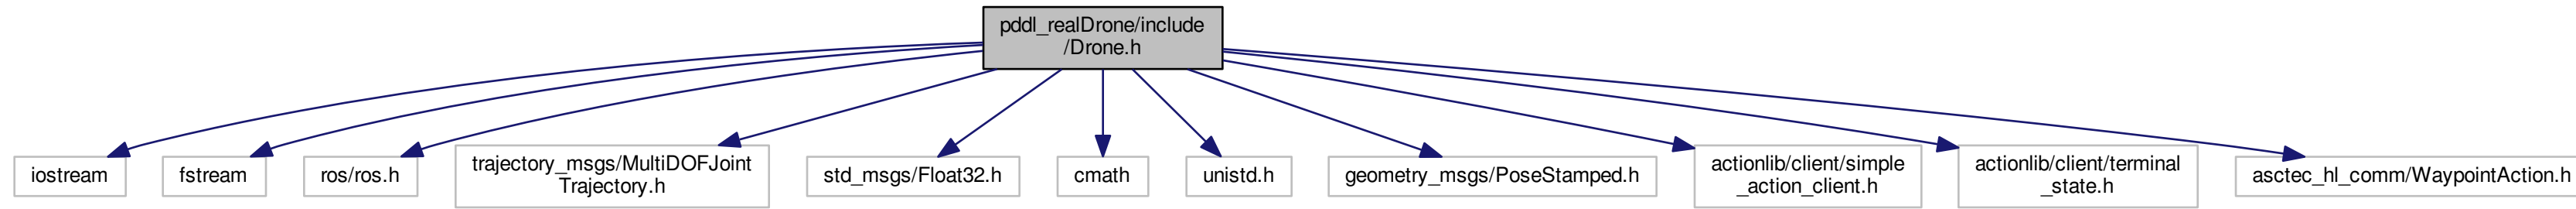 pddl_realDrone/include
/Drone.h
iostream
fstream
ros/ros.h
trajectory_msgs/MultiDOFJoint
Trajectory.h
std_msgs/Float32.h
cmath
unistd.h
geometry_msgs/PoseStamped.h
actionlib/client/simple
_action_client.h
actionlib/client/terminal
_state.h
asctec_hl_comm/WaypointAction.h